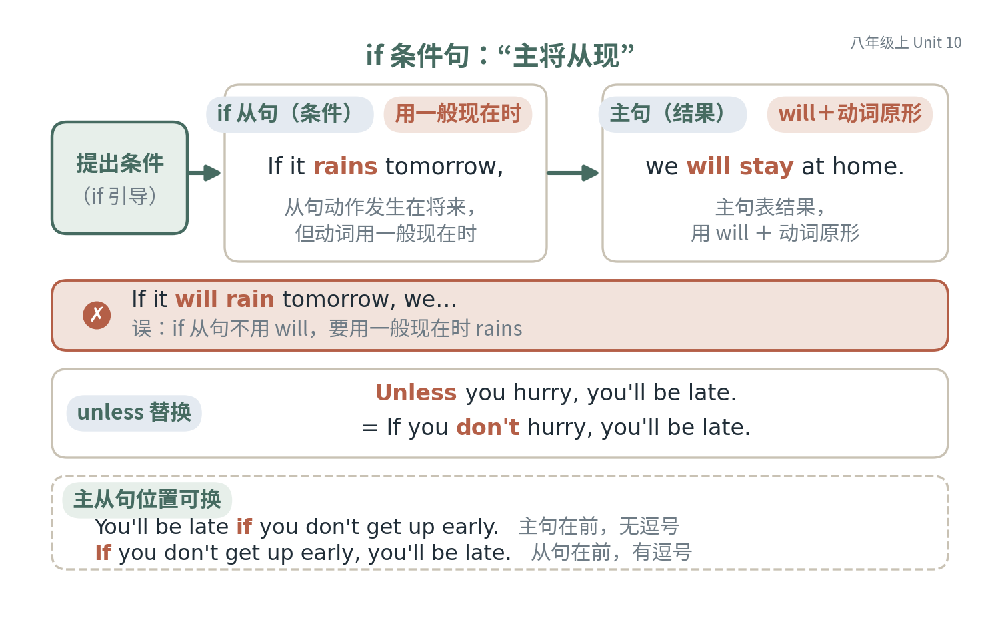 if 条件句：“主将从现”
八年级上 Unit 10
提出条件
（if 引导）
if 从句（条件）
用一般现在时
If it rains tomorrow,
从句动作发生在将来，
但动词用一般现在时
主句（结果）
will＋动词原形
we will stay at home.
主句表结果，
用 will ＋ 动词原形
✗
If it will rain tomorrow, we…
误：if 从句不用 will，要用一般现在时 rains
unless 替换
Unless you hurry, you'll be late.
= If you don't hurry, you'll be late.
主从句位置可换
You'll be late if you don't get up early. 主句在前，无逗号
If you don't get up early, you'll be late. 从句在前，有逗号